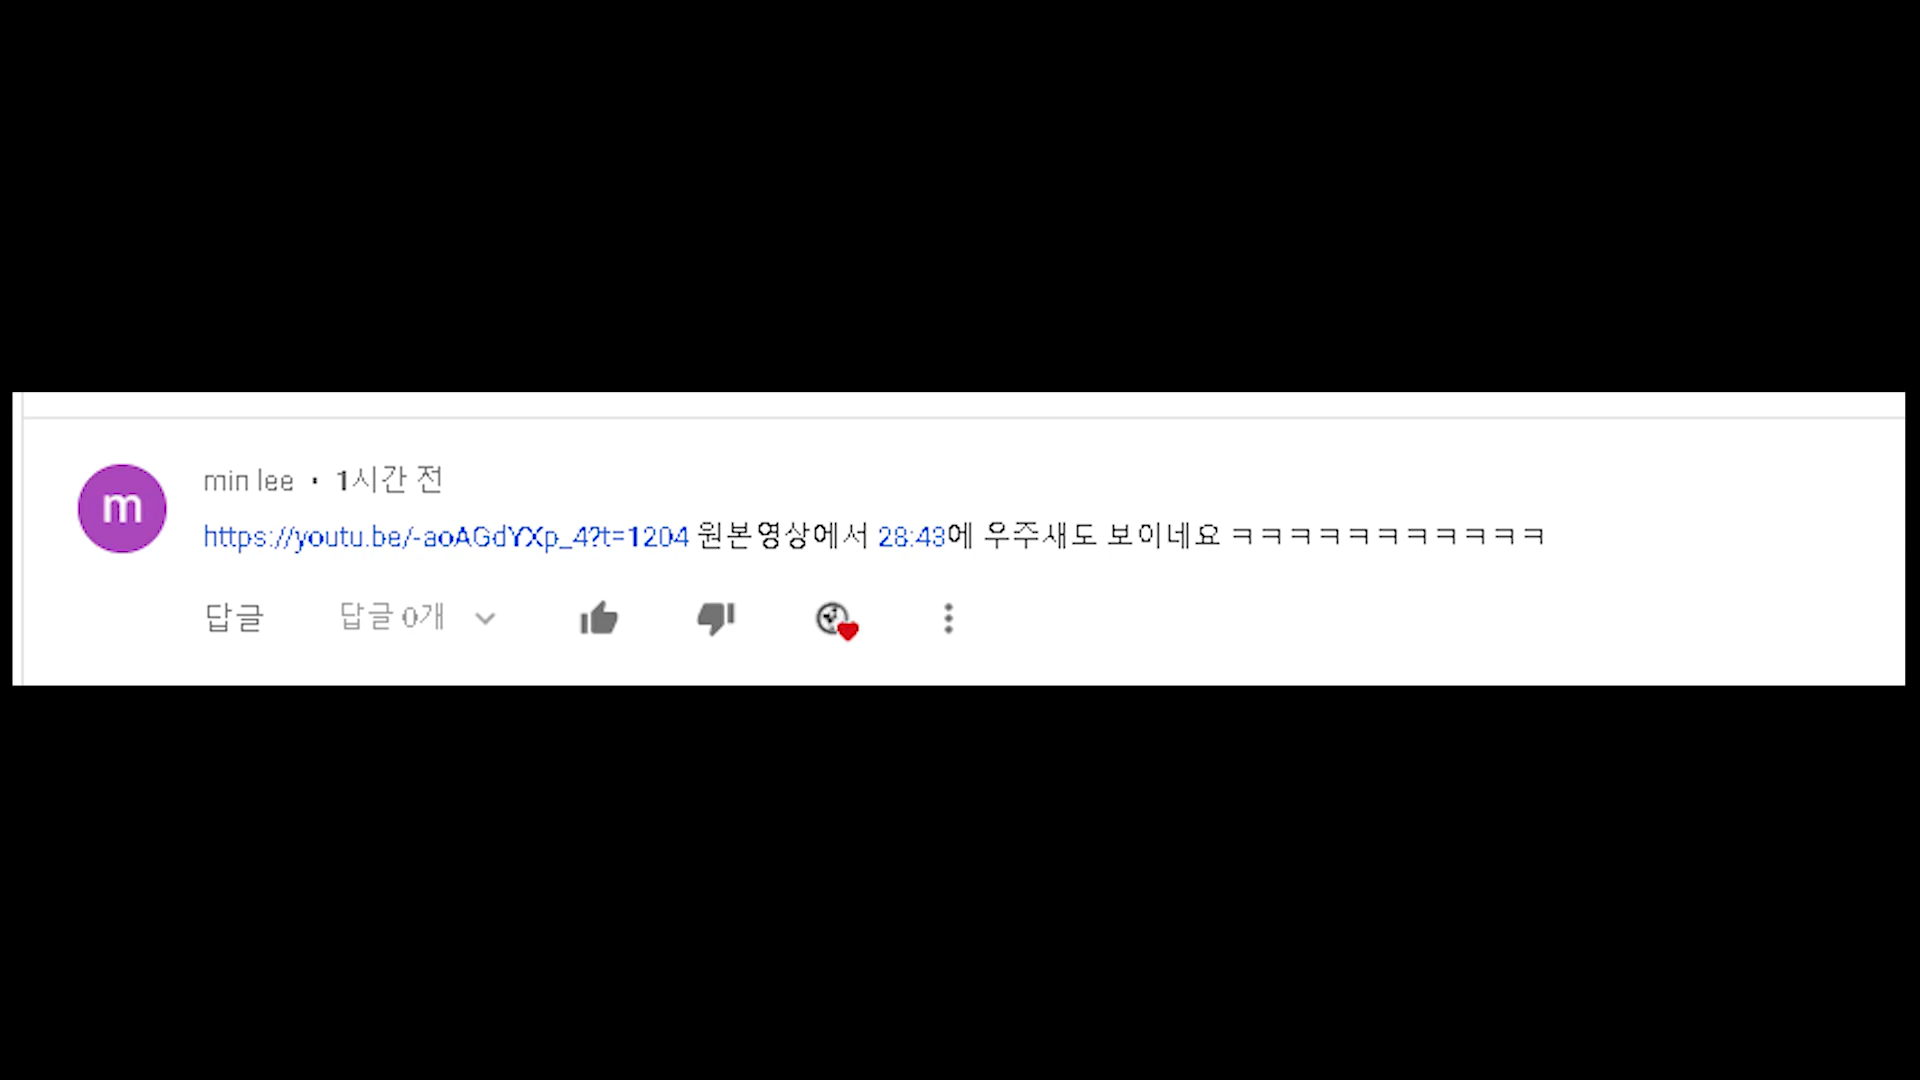 m
min lee • 1시간 전
https://youtu.be/-aoAGdYXp_4?t=1204 원본영상에서 28:43에 우주새도 보이네요 ㅋㅋㅋㅋㅋㅋㅋㅋㅋㅋㅋ
답글 답글 0개